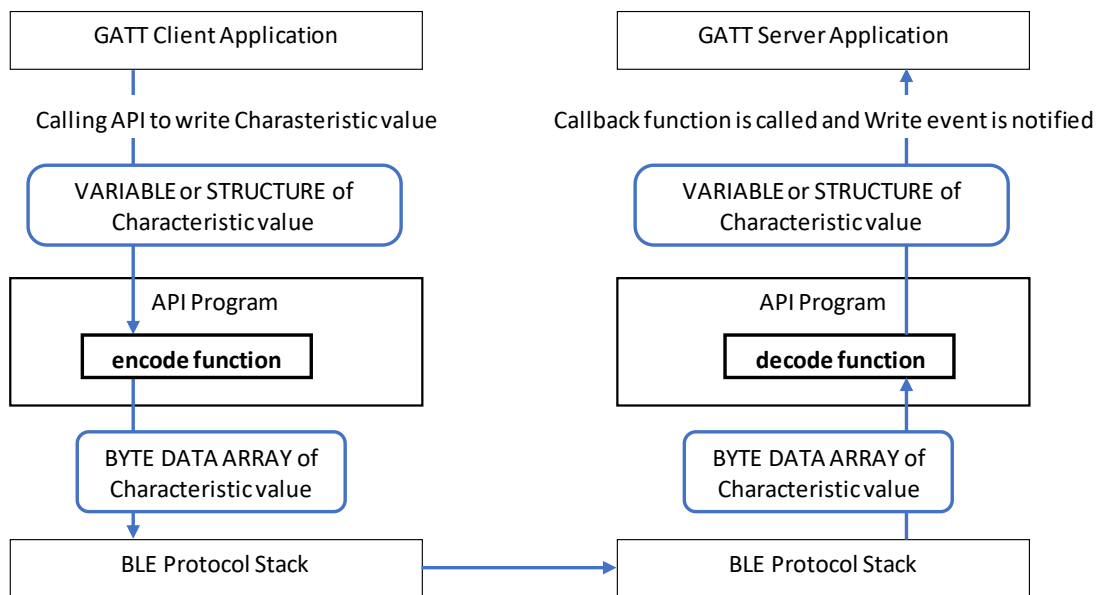 GATT Client Application
Calling API to write Charasteristic value
VARIABLE or STRUCTURE of
Characteristic value
API Program
encode function
BYTE DATA ARRAY of
Characteristic value
BLE Protocol Stack
GATT Server Application
Callback function is called and Write event is notified
VARIABLE or STRUCTURE of
Characteristic value
API Program
decode function
BYTE DATA ARRAY of
Characteristic value
BLE Protocol Stack